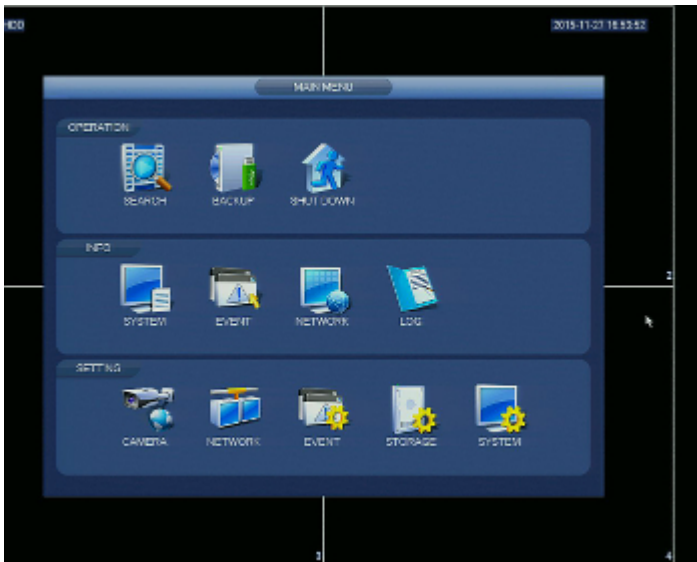 HDD
2015-11-27 16:53:52
MAIN MENU
OPERATION
SEARCH BACKUP SHUTDOWN
INFO
SYSTEM EVENT NETWORK LOG
2
SETTING
CAMERA NETWORK EVENT STORAGE SYSTEM
3
4